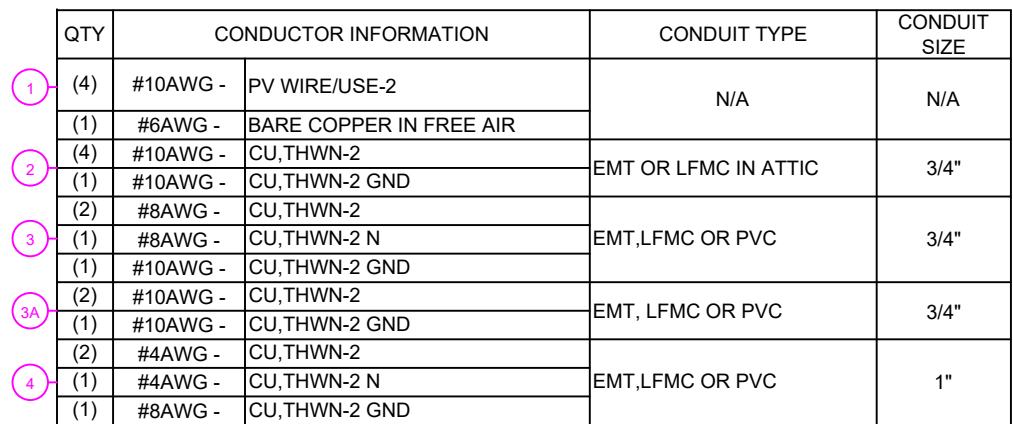 QTY CONDUCTOR INFORMATION CONDUIT TYPE CONDUIT SIZE
1 (4) #10AWG - PV WIRE/USE-2 N/A N/A
(1) #6AWG - BARE COPPER IN FREE AIR
2 (4) #10AWG - CU,THWN-2 EMT OR LFMC IN ATTIC 3/4"
(1) #10AWG - CU,THWN-2 GND
3 (2) #8AWG - CU,THWN-2 EMT,LFMC OR PVC 3/4"
(1) #8AWG - CU,THWN-2 N
(1) #10AWG - CU,THWN-2 GND
3A (2) #10AWG - CU,THWN-2 EMT, LFMC OR PVC 3/4"
(1) #10AWG - CU,THWN-2 GND
4 (2) #4AWG - CU,THWN-2 EMT,LFMC OR PVC 1"
(1) #4AWG - CU,THWN-2 N
(1) #8AWG - CU,THWN-2 GND